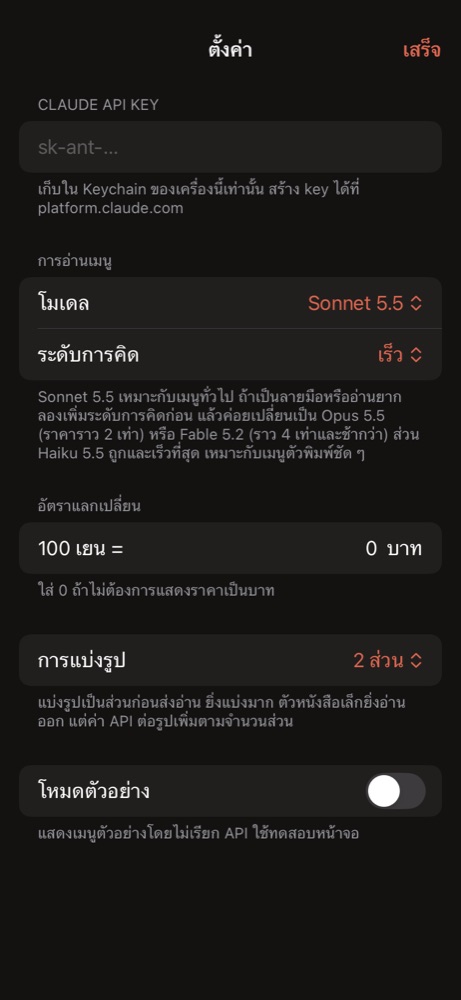 ตั้งค่า
เสร็จ
CLAUDE API KEY
sk-ant-...
เก็บใน Keychain ของเครื่องนี้เท่านั้น สร้าง key ได้ที่
platform.claude.com
การอ่านเมนู
โมเดล Sonnet 5.5
ระดับการคิด เร็ว
Sonnet 5.5 เหมาะกับเมนูทั่วไป ถ้าเป็นลายมือหรืออ่านยาก
ลองเพิ่มระดับการคิดก่อน แล้วค่อยเปลี่ยนเป็น Opus 5.5
(ราคาราว 2 เท่า) หรือ Fable 5.2 (ราว 4 เท่าและช้ากว่า) ส่วน
Haiku 5.5 ถูกและเร็วที่สุด เหมาะกับเมนูตัวพิมพ์ชัด ๆ
อัตราแลกเปลี่ยน
100 เยน = 0 บาท
ใส่ 0 ถ้าไม่ต้องการแสดงราคาเป็นบาท
การแบ่งรูป 2 ส่วน
แบ่งรูปเป็นส่วนก่อนส่งอ่าน ยิ่งแบ่งมาก ตัวหนังสือเล็กยิ่งอ่าน
ออก แต่ค่า API ต่อรูปเพิ่มตามจำนวนส่วน
โหมดตัวอย่าง
แสดงเมนูตัวอย่างโดยไม่เรียก API ใช้ทดสอบหน้าจอ